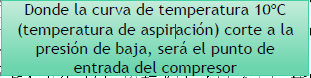 Donde la curva de temperatura 10ºC
(temperatura de aspiración) corte a la
presión de baja, será el punto de
entrada del compresor